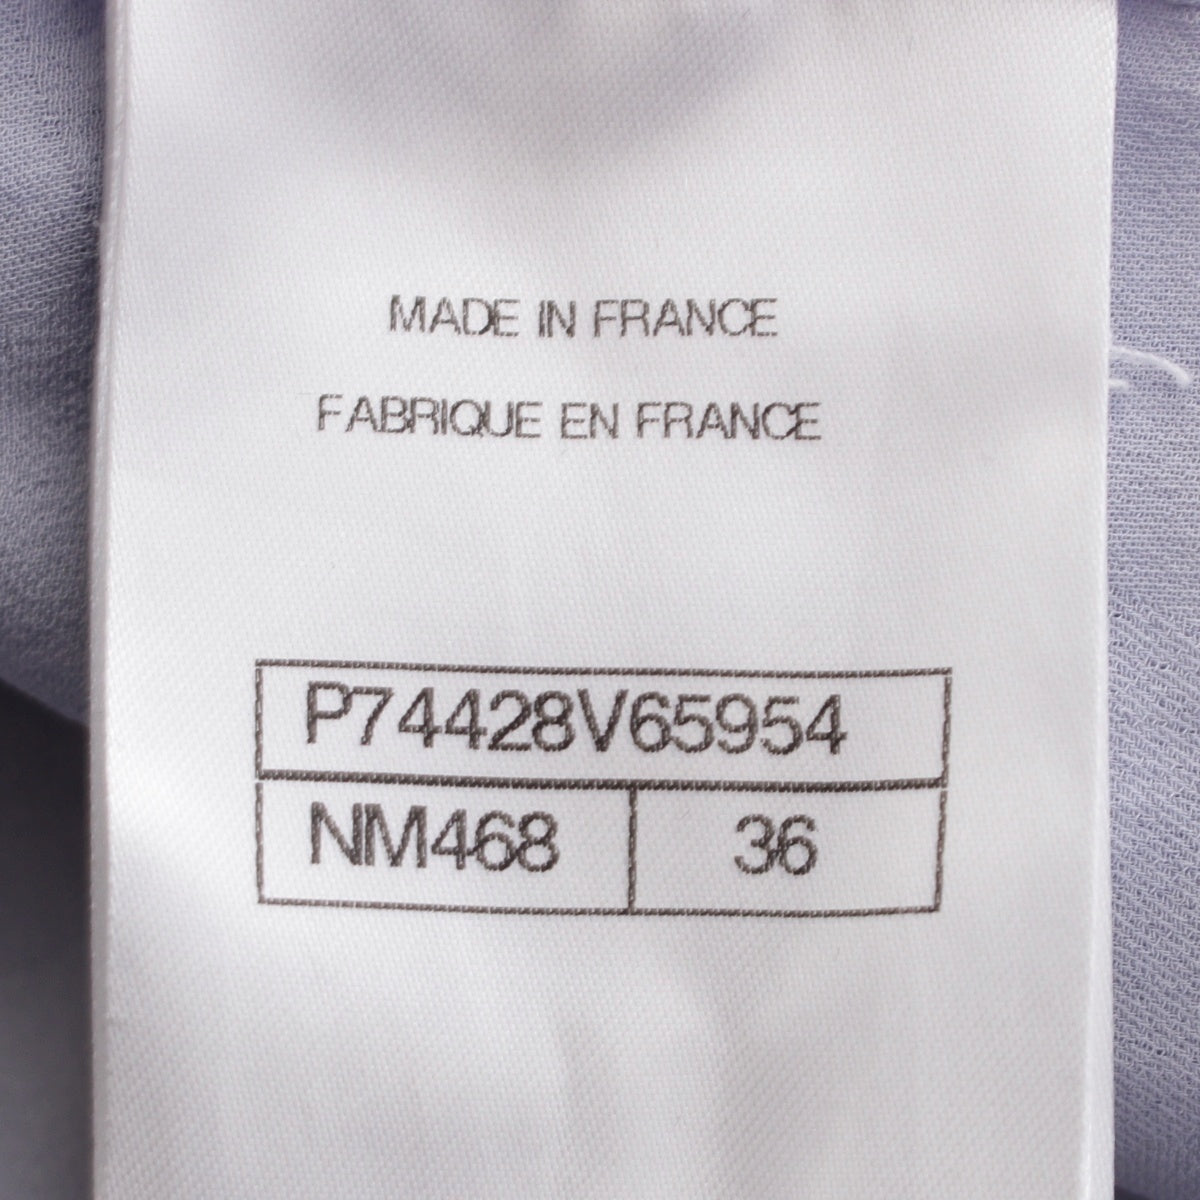 MADE IN FRANCE
FABRIQUE EN FRANCE
P74428V65954
NM468 36